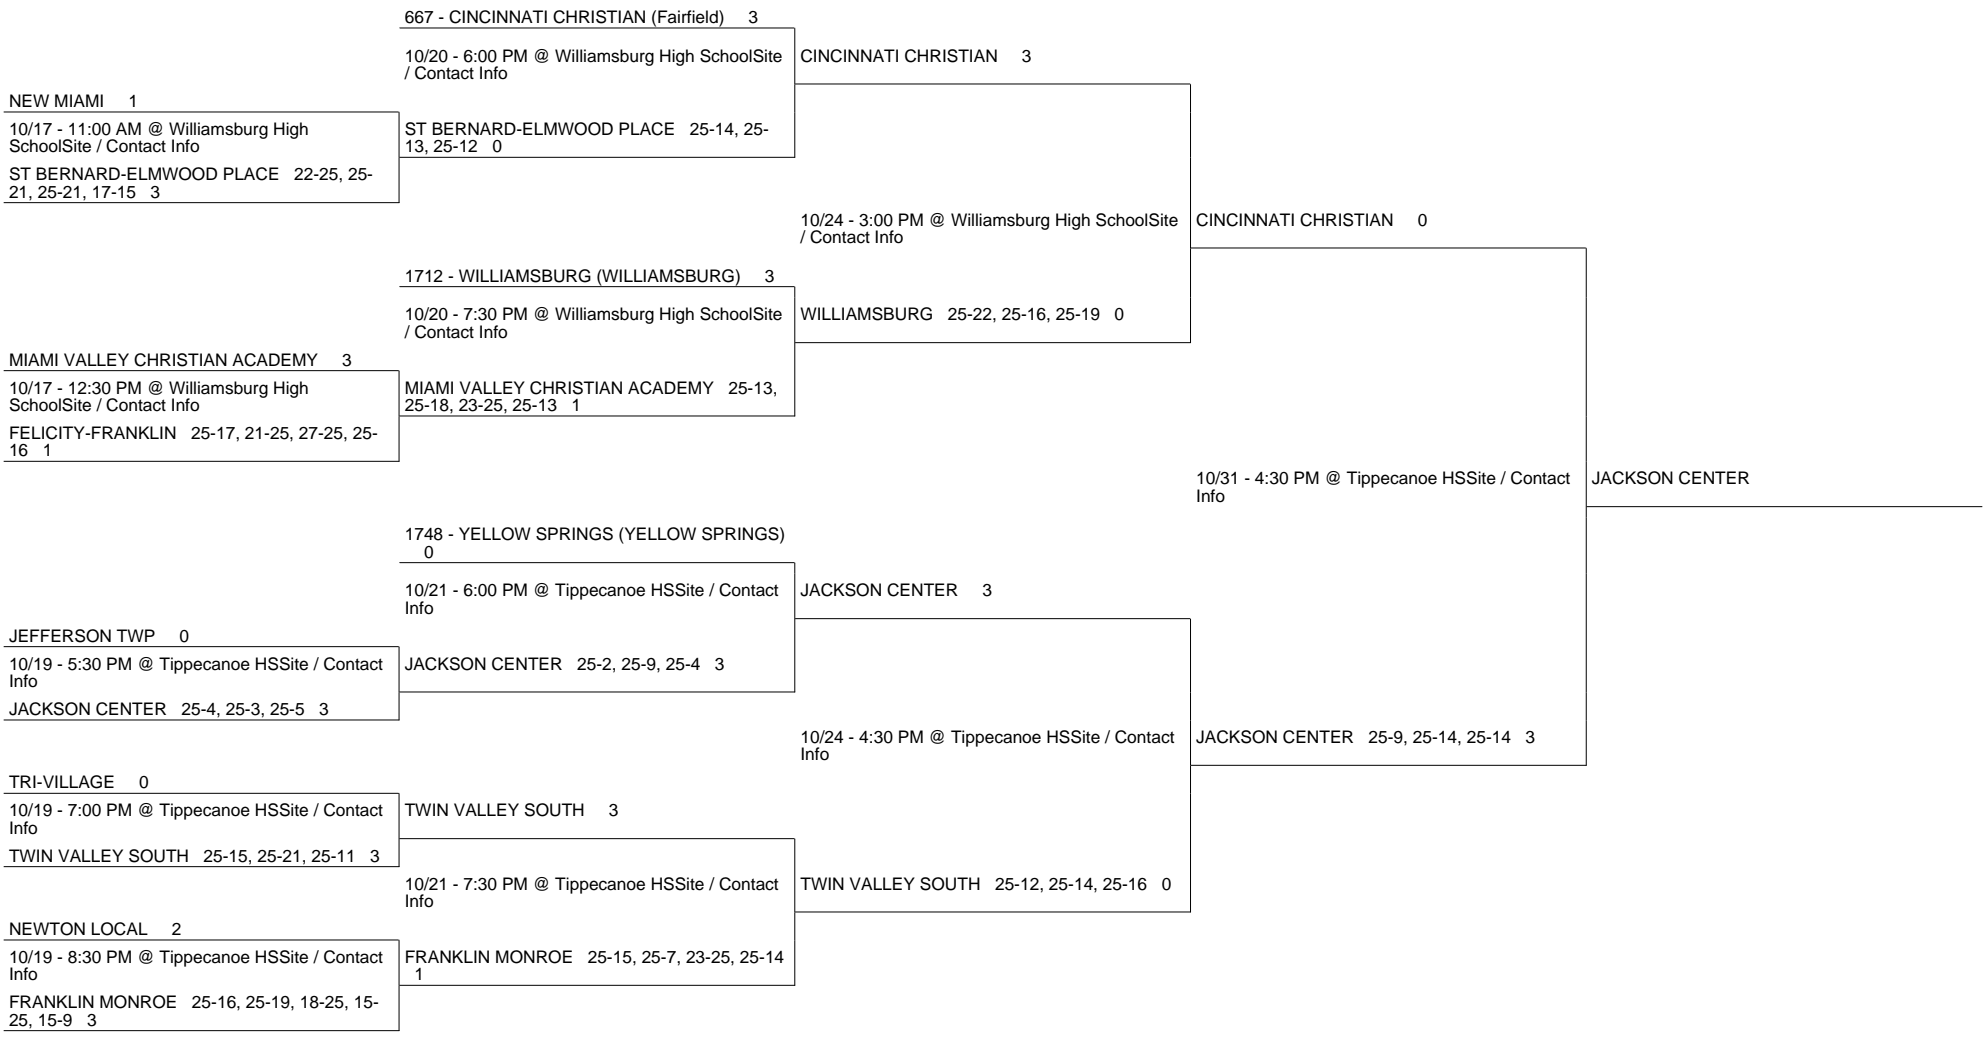 667 - CINCINNATI CHRISTIAN (Fairfield) 3
10/20 - 6:00 PM @ Williamsburg High SchoolSite
/ Contact Info
CINCINNATI CHRISTIAN 3
NEW MIAMI 1
10/17 - 11:00 AM @ Williamsburg High
SchoolSite / Contact Info
ST BERNARD-ELMWOOD PLACE 25-14, 25-
13, 25-12 0
ST BERNARD-ELMWOOD PLACE 22-25, 25-
21, 25-21, 17-15 3
10/24 - 3:00 PM @ Williamsburg High SchoolSite
/ Contact Info
CINCINNATI CHRISTIAN 0
1712 - WILLIAMSBURG (WILLIAMSBURG) 3
10/20 - 7:30 PM @ Williamsburg High SchoolSite
/ Contact Info
WILLIAMSBURG 25-22, 25-16, 25-19 0
MIAMI VALLEY CHRISTIAN ACADEMY 3
10/17 - 12:30 PM @ Williamsburg High
SchoolSite / Contact Info
MIAMI VALLEY CHRISTIAN ACADEMY 25-13,
25-18, 23-25, 25-13 1
FELICITY-FRANKLIN 25-17, 21-25, 27-25, 25-
16 1
10/31 - 4:30 PM @ Tippecanoe HSSite / Contact
Info
JACKSON CENTER
1748 - YELLOW SPRINGS (YELLOW SPRINGS)
0
10/21 - 6:00 PM @ Tippecanoe HSSite / Contact
Info
JACKSON CENTER 3
JEFFERSON TWP 0
10/19 - 5:30 PM @ Tippecanoe HSSite / Contact
Info
JACKSON CENTER 25-2, 25-9, 25-4 3
JACKSON CENTER 25-4, 25-3, 25-5 3
10/24 - 4:30 PM @ Tippecanoe HSSite / Contact
Info
JACKSON CENTER 25-9, 25-14, 25-14 3
TRI-VILLAGE 0
10/19 - 7:00 PM @ Tippecanoe HSSite / Contact
Info
TWIN VALLEY SOUTH 3
TWIN VALLEY SOUTH 25-15, 25-21, 25-11 3
10/21 - 7:30 PM @ Tippecanoe HSSite / Contact
Info
TWIN VALLEY SOUTH 25-12, 25-14, 25-16 0
NEWTON LOCAL 2
10/19 - 8:30 PM @ Tippecanoe HSSite / Contact
Info
FRANKLIN MONROE 25-15, 25-7, 23-25, 25-14
1
FRANKLIN MONROE 25-16, 25-19, 18-25, 15-
25, 15-9 3